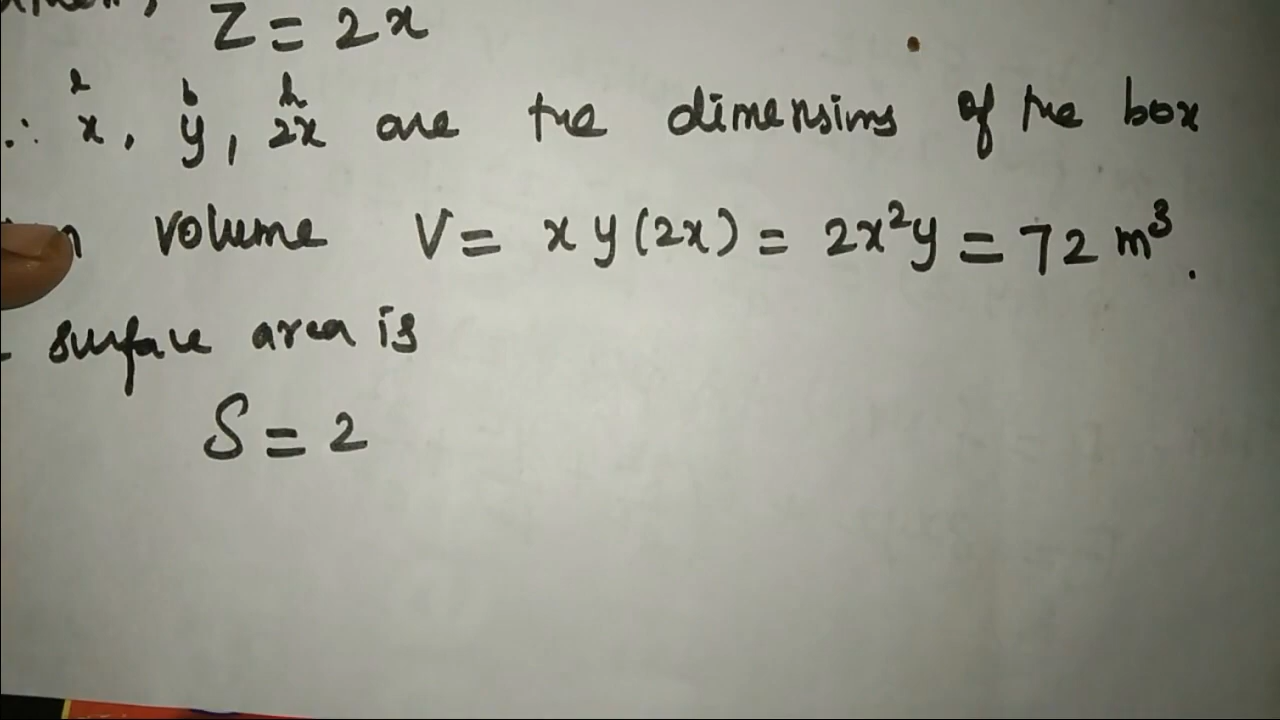 Z = 2x
l b h
∴ x, y, 2x are the dimensions of the box
volume V = x y (2x) = 2x²y = 72 m³.
surface area is
S = 2